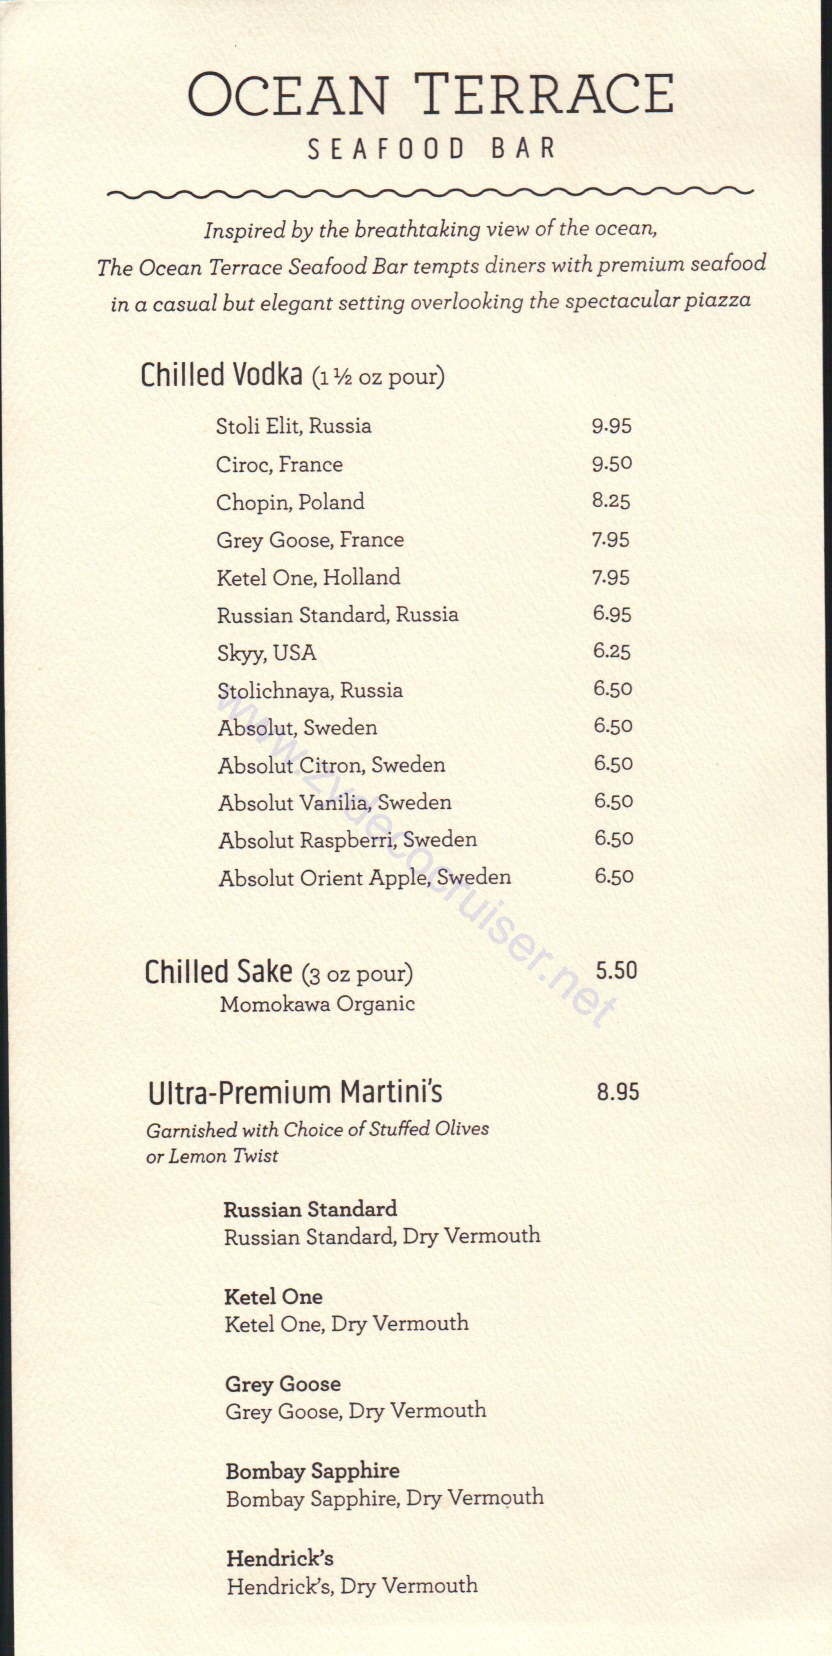 OCEAN TERRACE
SEAFOOD BAR
Inspired by the breathtaking view of the ocean,
The Ocean Terrace Seafood Bar tempts diners with premium seafood
in a casual but elegant setting overlooking the spectacular piazza
Chilled Vodka (1 ½ oz pour)
Stoli Elit, Russia 9.95
Ciroc, France 9.50
Chopin, Poland 8.25
Grey Goose, France 7.95
Ketel One, Holland 7.95
Russian Standard, Russia 6.95
Skyy, USA 6.25
Stolichnaya, Russia 6.50
Absolut, Sweden 6.50
Absolut Citron, Sweden 6.50
Absolut Vanilia, Sweden 6.50
Absolut Raspberri, Sweden 6.50
Absolut Orient Apple, Sweden 6.50
www.zydecocruiser.net
Chilled Sake (3 oz pour) 5.50
Momokawa Organic
Ultra-Premium Martini's 8.95
Garnished with Choice of Stuffed Olives
or Lemon Twist
Russian Standard
Russian Standard, Dry Vermouth
Ketel One
Ketel One, Dry Vermouth
Grey Goose
Grey Goose, Dry Vermouth
Bombay Sapphire
Bombay Sapphire, Dry Vermouth
Hendrick's
Hendrick's, Dry Vermouth